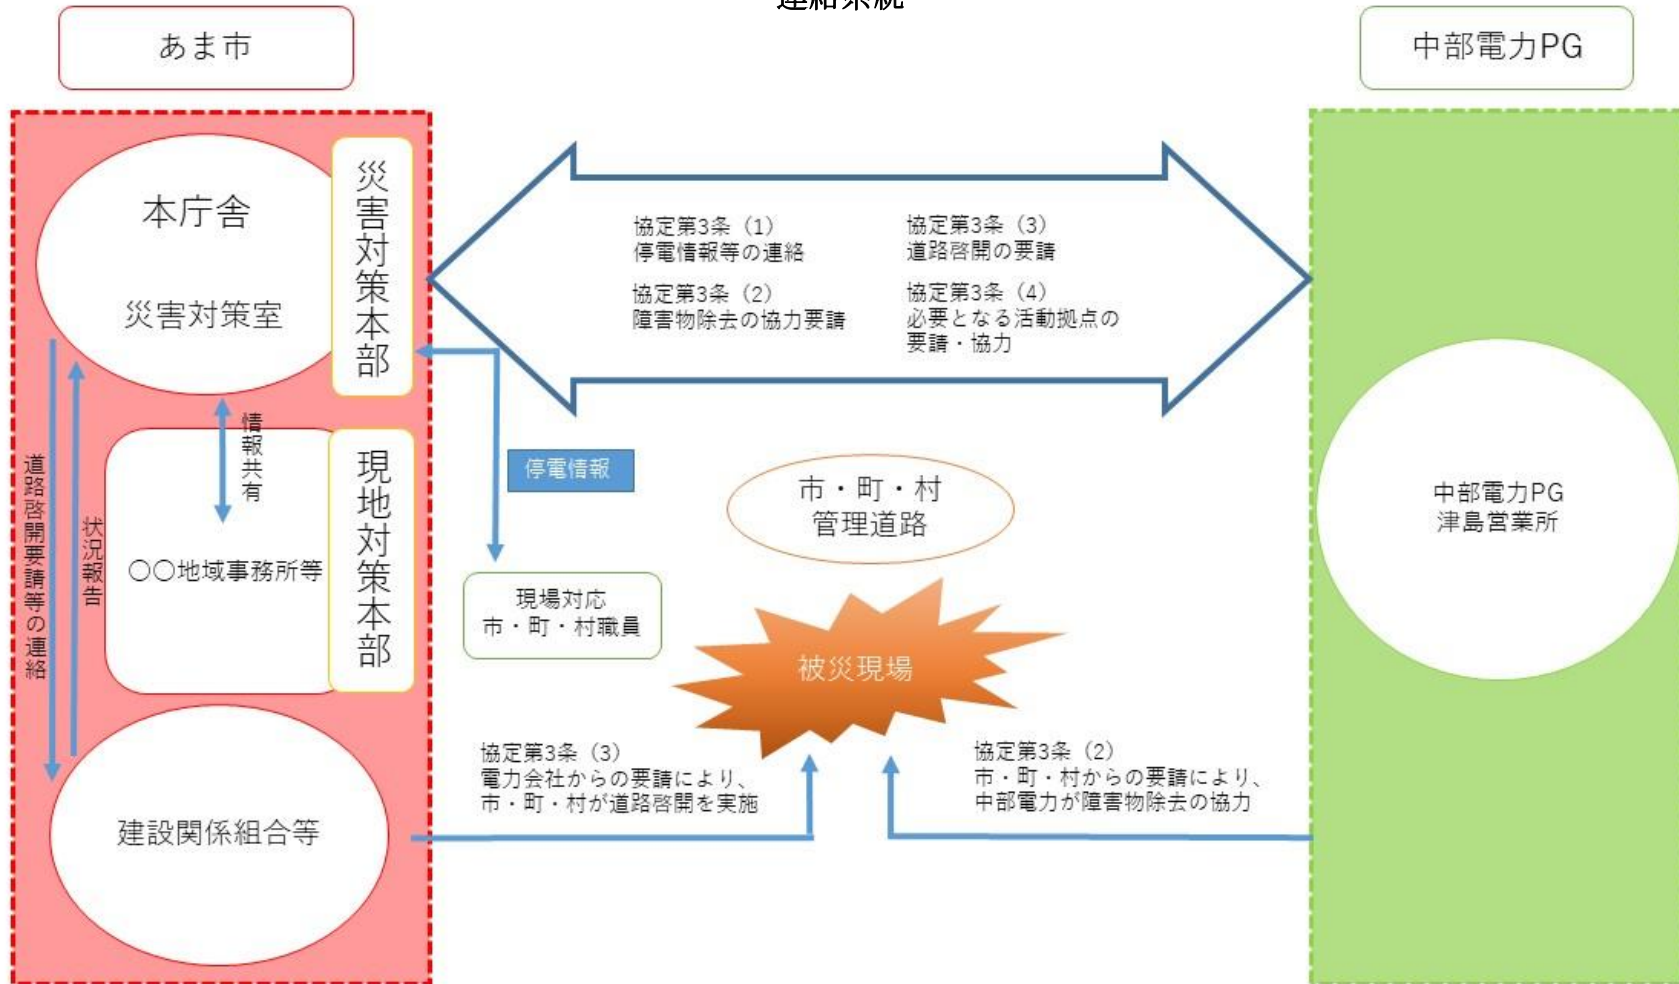 連絡系統
あま市
中部電力PG
本庁舎
災害対策室
災害対策本部
協定第3条（1）
停電情報等の連絡
協定第3条（2）
障害物除去の協力要請
協定第3条（3）
道路啓開の要請
協定第3条（4）
必要となる活動拠点の
要請・協力
情報共有
道路啓開要請等の連絡
状況報告
〇〇地域事務所等
現地対策本部
停電情報
市・町・村
管理道路
中部電力PG
津島営業所
現場対応
市・町・村職員
被災現場
協定第3条（3）
電力会社からの要請により、
市・町・村が道路啓開を実施
協定第3条（2）
市・町・村からの要請により、
中部電力が障害物除去の協力
建設関係組合等